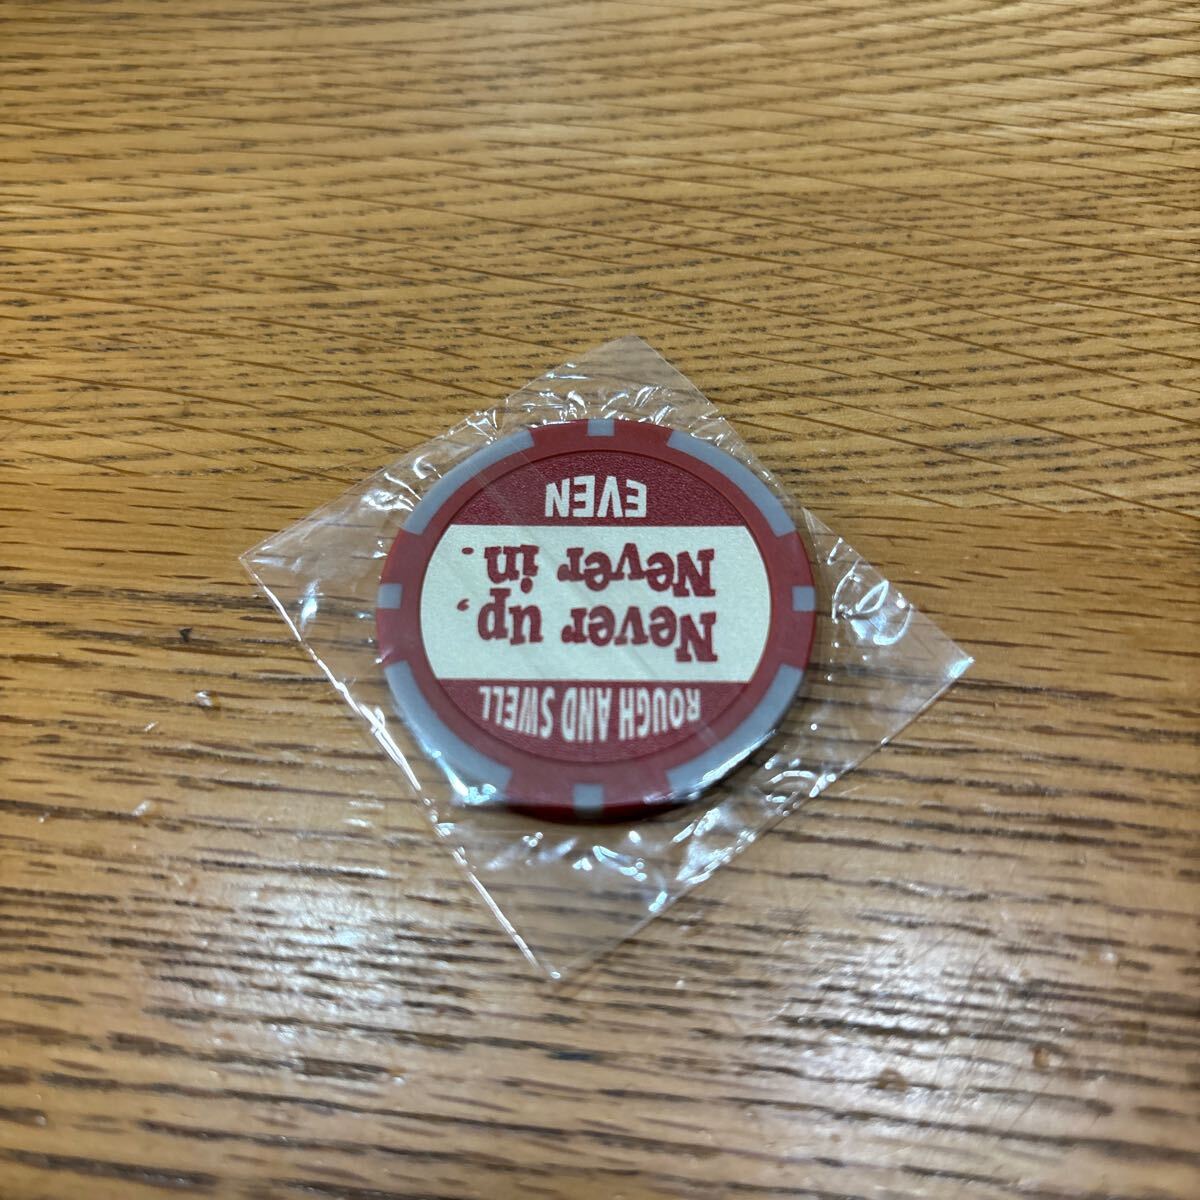 ROUGH AND SWELL
Never up,
Never in.
EVEN